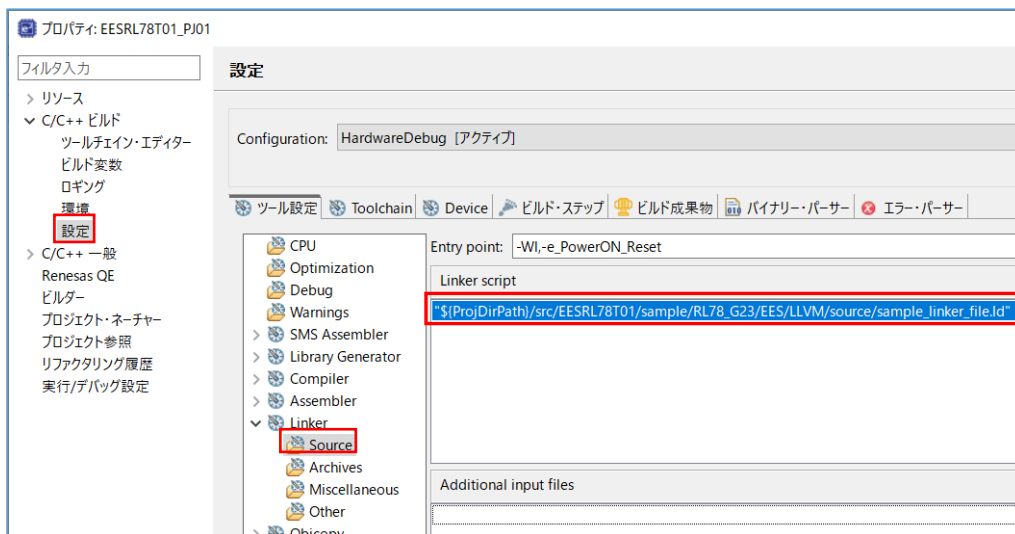 プロパティ: EESRL78T01_PJ01
フィルタ入力
設定
リソース
C/C++ ビルド
ツールチェイン・エディター
ビルド変数
ロギング
環境
設定
C/C++ 一般
Renesas QE
ビルダー
プロジェクト・ネーチャー
プロジェクト参照
リファクタリング履歴
実行/デバッグ設定
Configuration: HardwareDebug [アクティブ]
ツール設定 Toolchain Device ビルド・ステップ ビルド成果物 バイナリー・パーサー エラー・パーサー
CPU
Optimization
Debug
Warnings
SMS Assembler
Library Generator
Compiler
Assembler
Linker
Source
Archives
Miscellaneous
Other
Objcopy
Entry point: -Wl,-e_PowerON_Reset
Linker script
"${ProjDirPath}/src/EESRL78T01/sample/RL78_G23/EES/LLVM/source/sample_linker_file.ld"
Additional input files